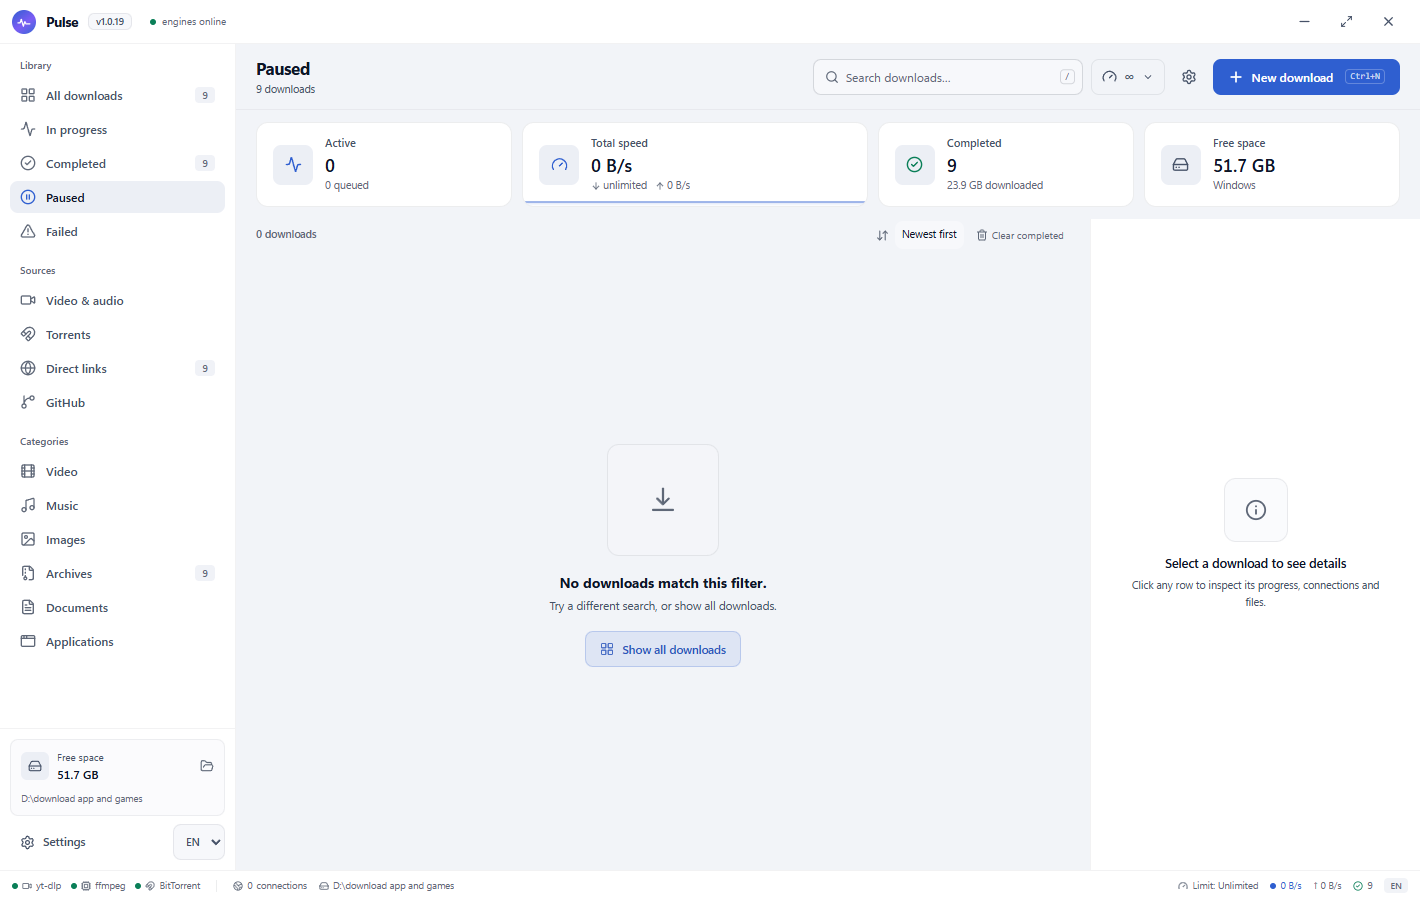 Pulse
v1.0.19
engines online
Library
All downloads 9
In progress
Completed 9
Paused
Failed
Sources
Video & audio
Torrents
Direct links 9
GitHub
Categories
Video
Music
Images
Archives 9
Documents
Applications
Free space
51.7 GB
D:\download app and games
Settings
EN
Paused
9 downloads
Search downloads... /
∞
New download Ctrl+N
Active
0
0 queued
Total speed
0 B/s
↓ unlimited ↑ 0 B/s
Completed
9
23.9 GB downloaded
Free space
51.7 GB
Windows
0 downloads
Newest first
Clear completed
No downloads match this filter.
Try a different search, or show all downloads.
Show all downloads
Select a download to see details
Click any row to inspect its progress, connections and
files.
yt-dlp ffmpeg BitTorrent 0 connections D:\download app and games
Limit: Unlimited 0 B/s ↑ 0 B/s 9 EN